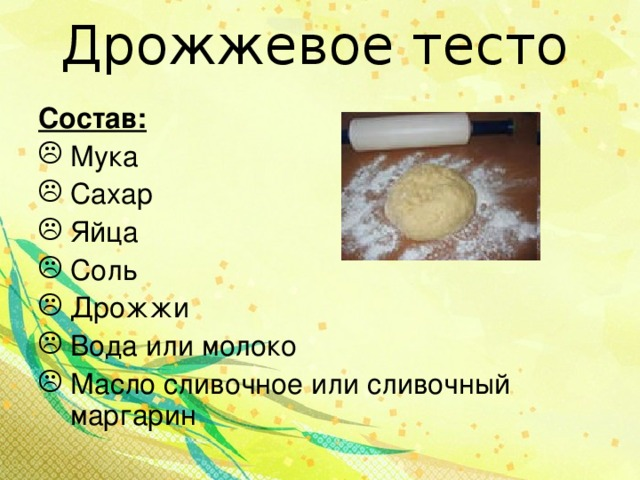 Дрожжевое тесто
Состав:
Мука
Сахар
Яйца
Соль
Дрожжи
Вода или молоко
Масло сливочное или сливочный
маргарин